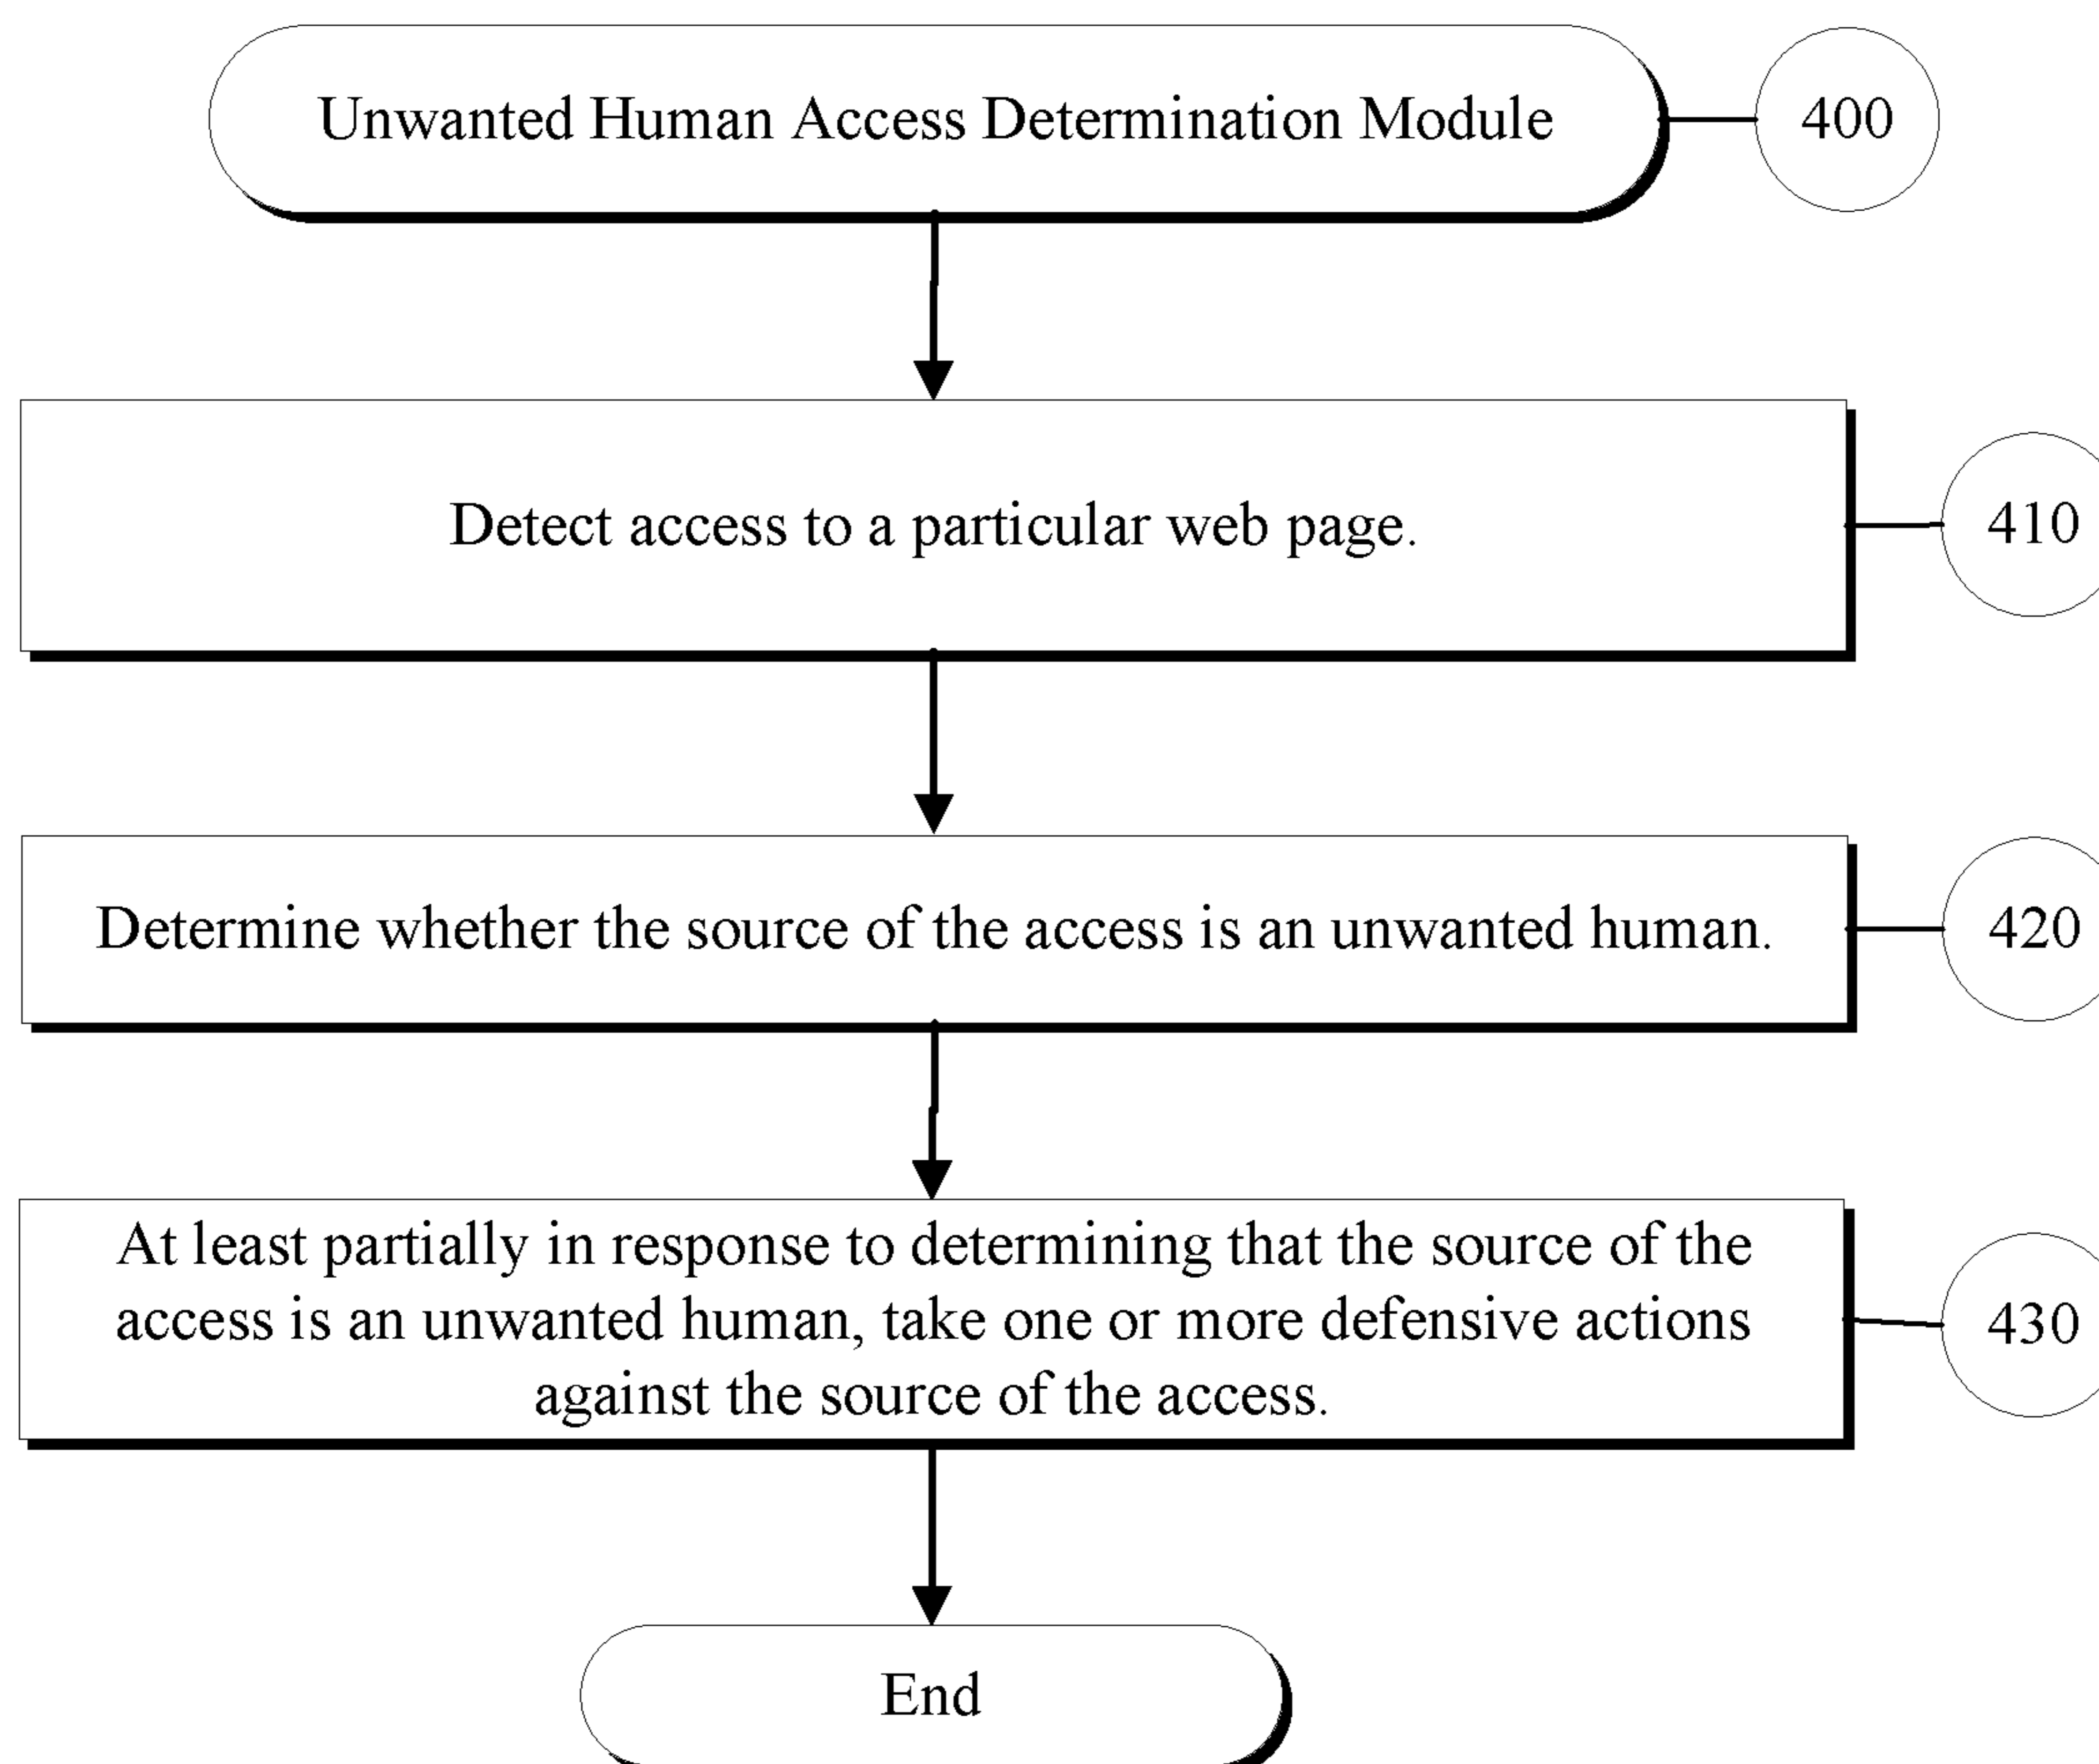 Unwanted Human Access Determination Module
400
Detect access to a particular web page.
410
Determine whether the source of the access is an unwanted human.
420
At least partially in response to determining that the source of the
access is an unwanted human, take one or more defensive actions
against the source of the access.
430
End